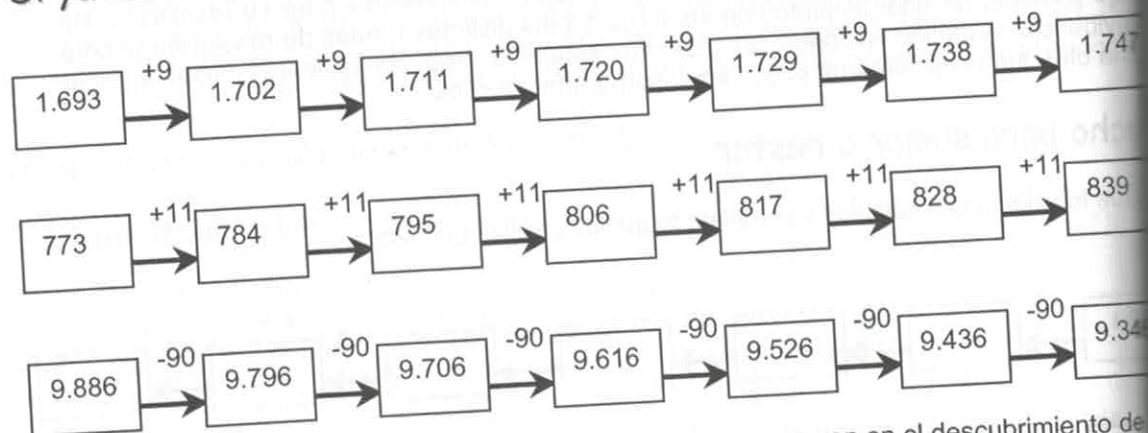 +9 +9 +9 +9 +9 +9
1.693 1.702 1.711 1.720 1.729 1.738 1.747
+11 +11 +11 +11 +11 +11
773 784 795 806 817 828 839
-90 -90 -90 -90 -90 -90
9.886 9.796 9.706 9.616 9.526 9.436
en el descubrimiento de